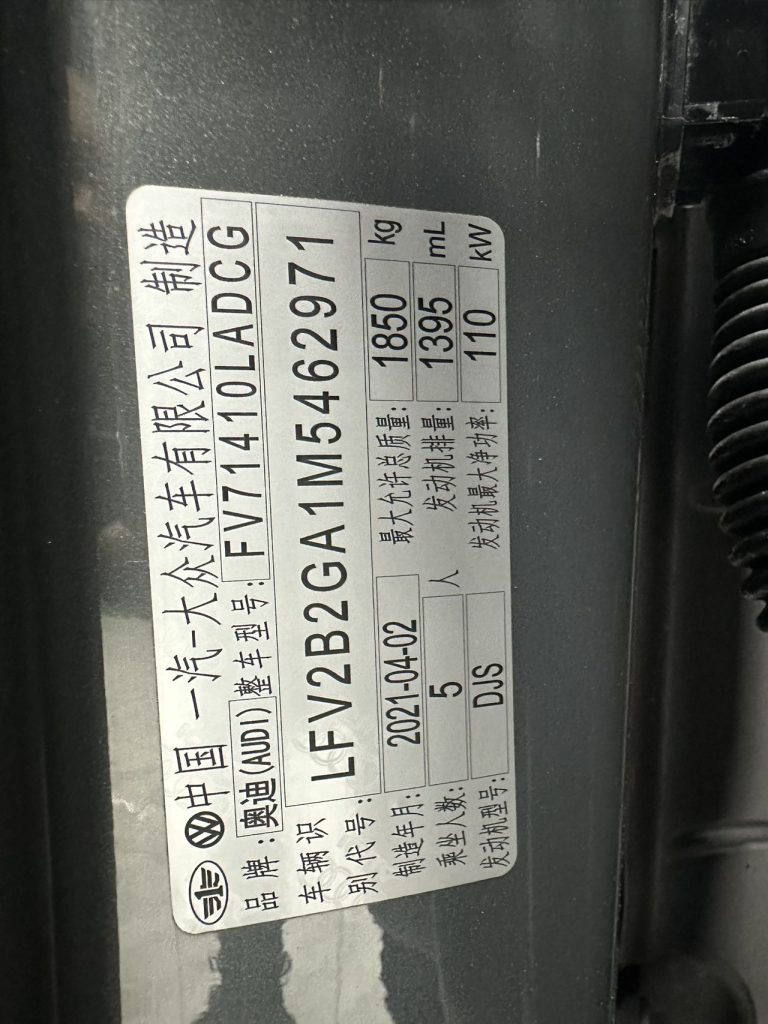 中国 一汽-大众汽车有限公司 制造
品牌: 奥迪(AUDI) 整车型号: FV71410LADCG
车辆识别代号: LFV2B2GA1M5462971
制造年月: 2021-04-02 最大允许总质量: 1850 kg
乘坐人数: 5 人 发动机排量: 1395 mL
发动机型号: DJS 发动机最大净功率: 110 kW